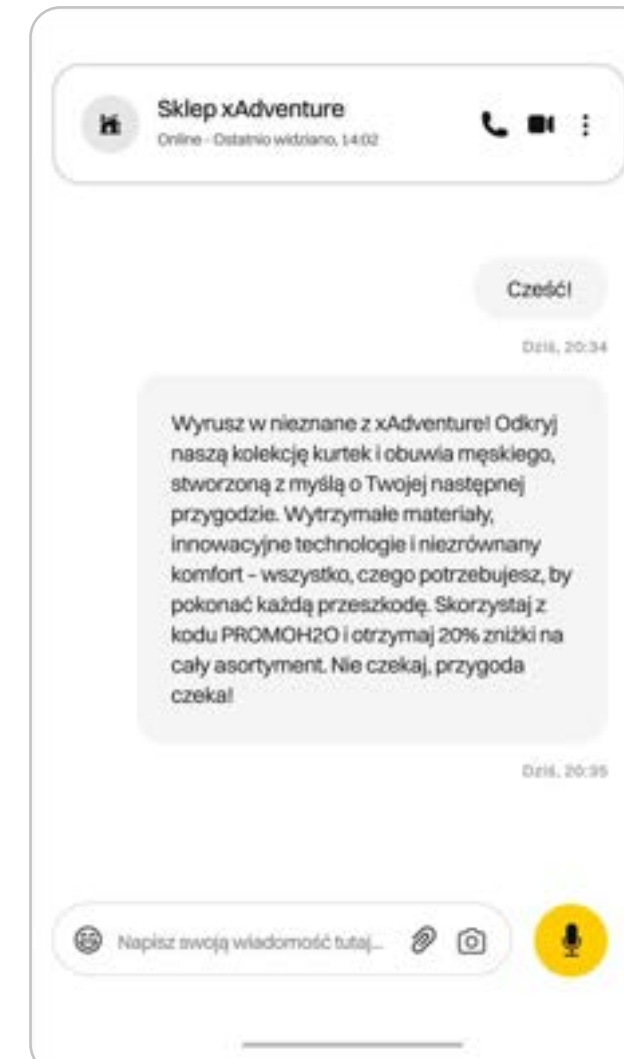 Sklep xAdventure
Online - Ostatnio widziano, 14:02
Cześć!
Dziś, 20:34
Wyrusz w nieznane z xAdventure! Odkryj
naszą kolekcję kurtek i obuwia męskiego,
stworzoną z myślą o Twojej następnej
przygodzie. Wytrzymałe materiały,
innowacyjne technologie i niezrównany
komfort – wszystko, czego potrzebujesz, by
pokonać każdą przeszkodę. Skorzystaj z
kodu PROMOH2O i otrzymaj 20% zniżki na
cały asortyment. Nie czekaj, przygoda
czeka!
Dziś, 20:35
Napisz swoją wiadomość tutaj...